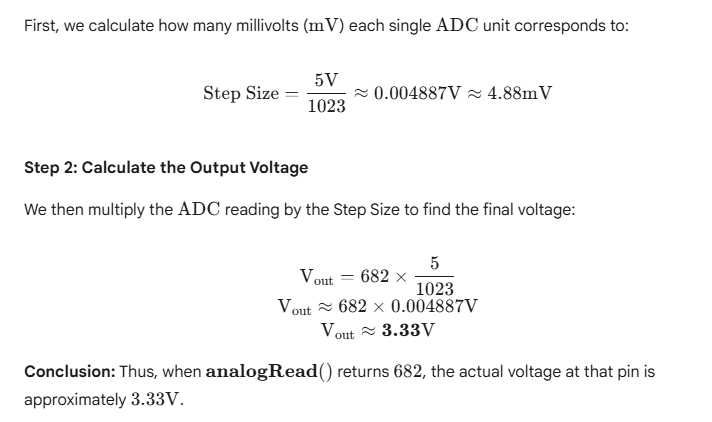 First, we calculate how many millivolts (mV) each single ADC unit corresponds to:
Step Size = 5V/1023 ≈ 0.004887V ≈ 4.88mV
Step 2: Calculate the Output Voltage
We then multiply the ADC reading by the Step Size to find the final voltage:
V_out = 682 × 5/1023
V_out ≈ 682 × 0.004887V
V_out ≈ 3.33V
Conclusion: Thus, when analogRead() returns 682, the actual voltage at that pin is
approximately 3.33V.